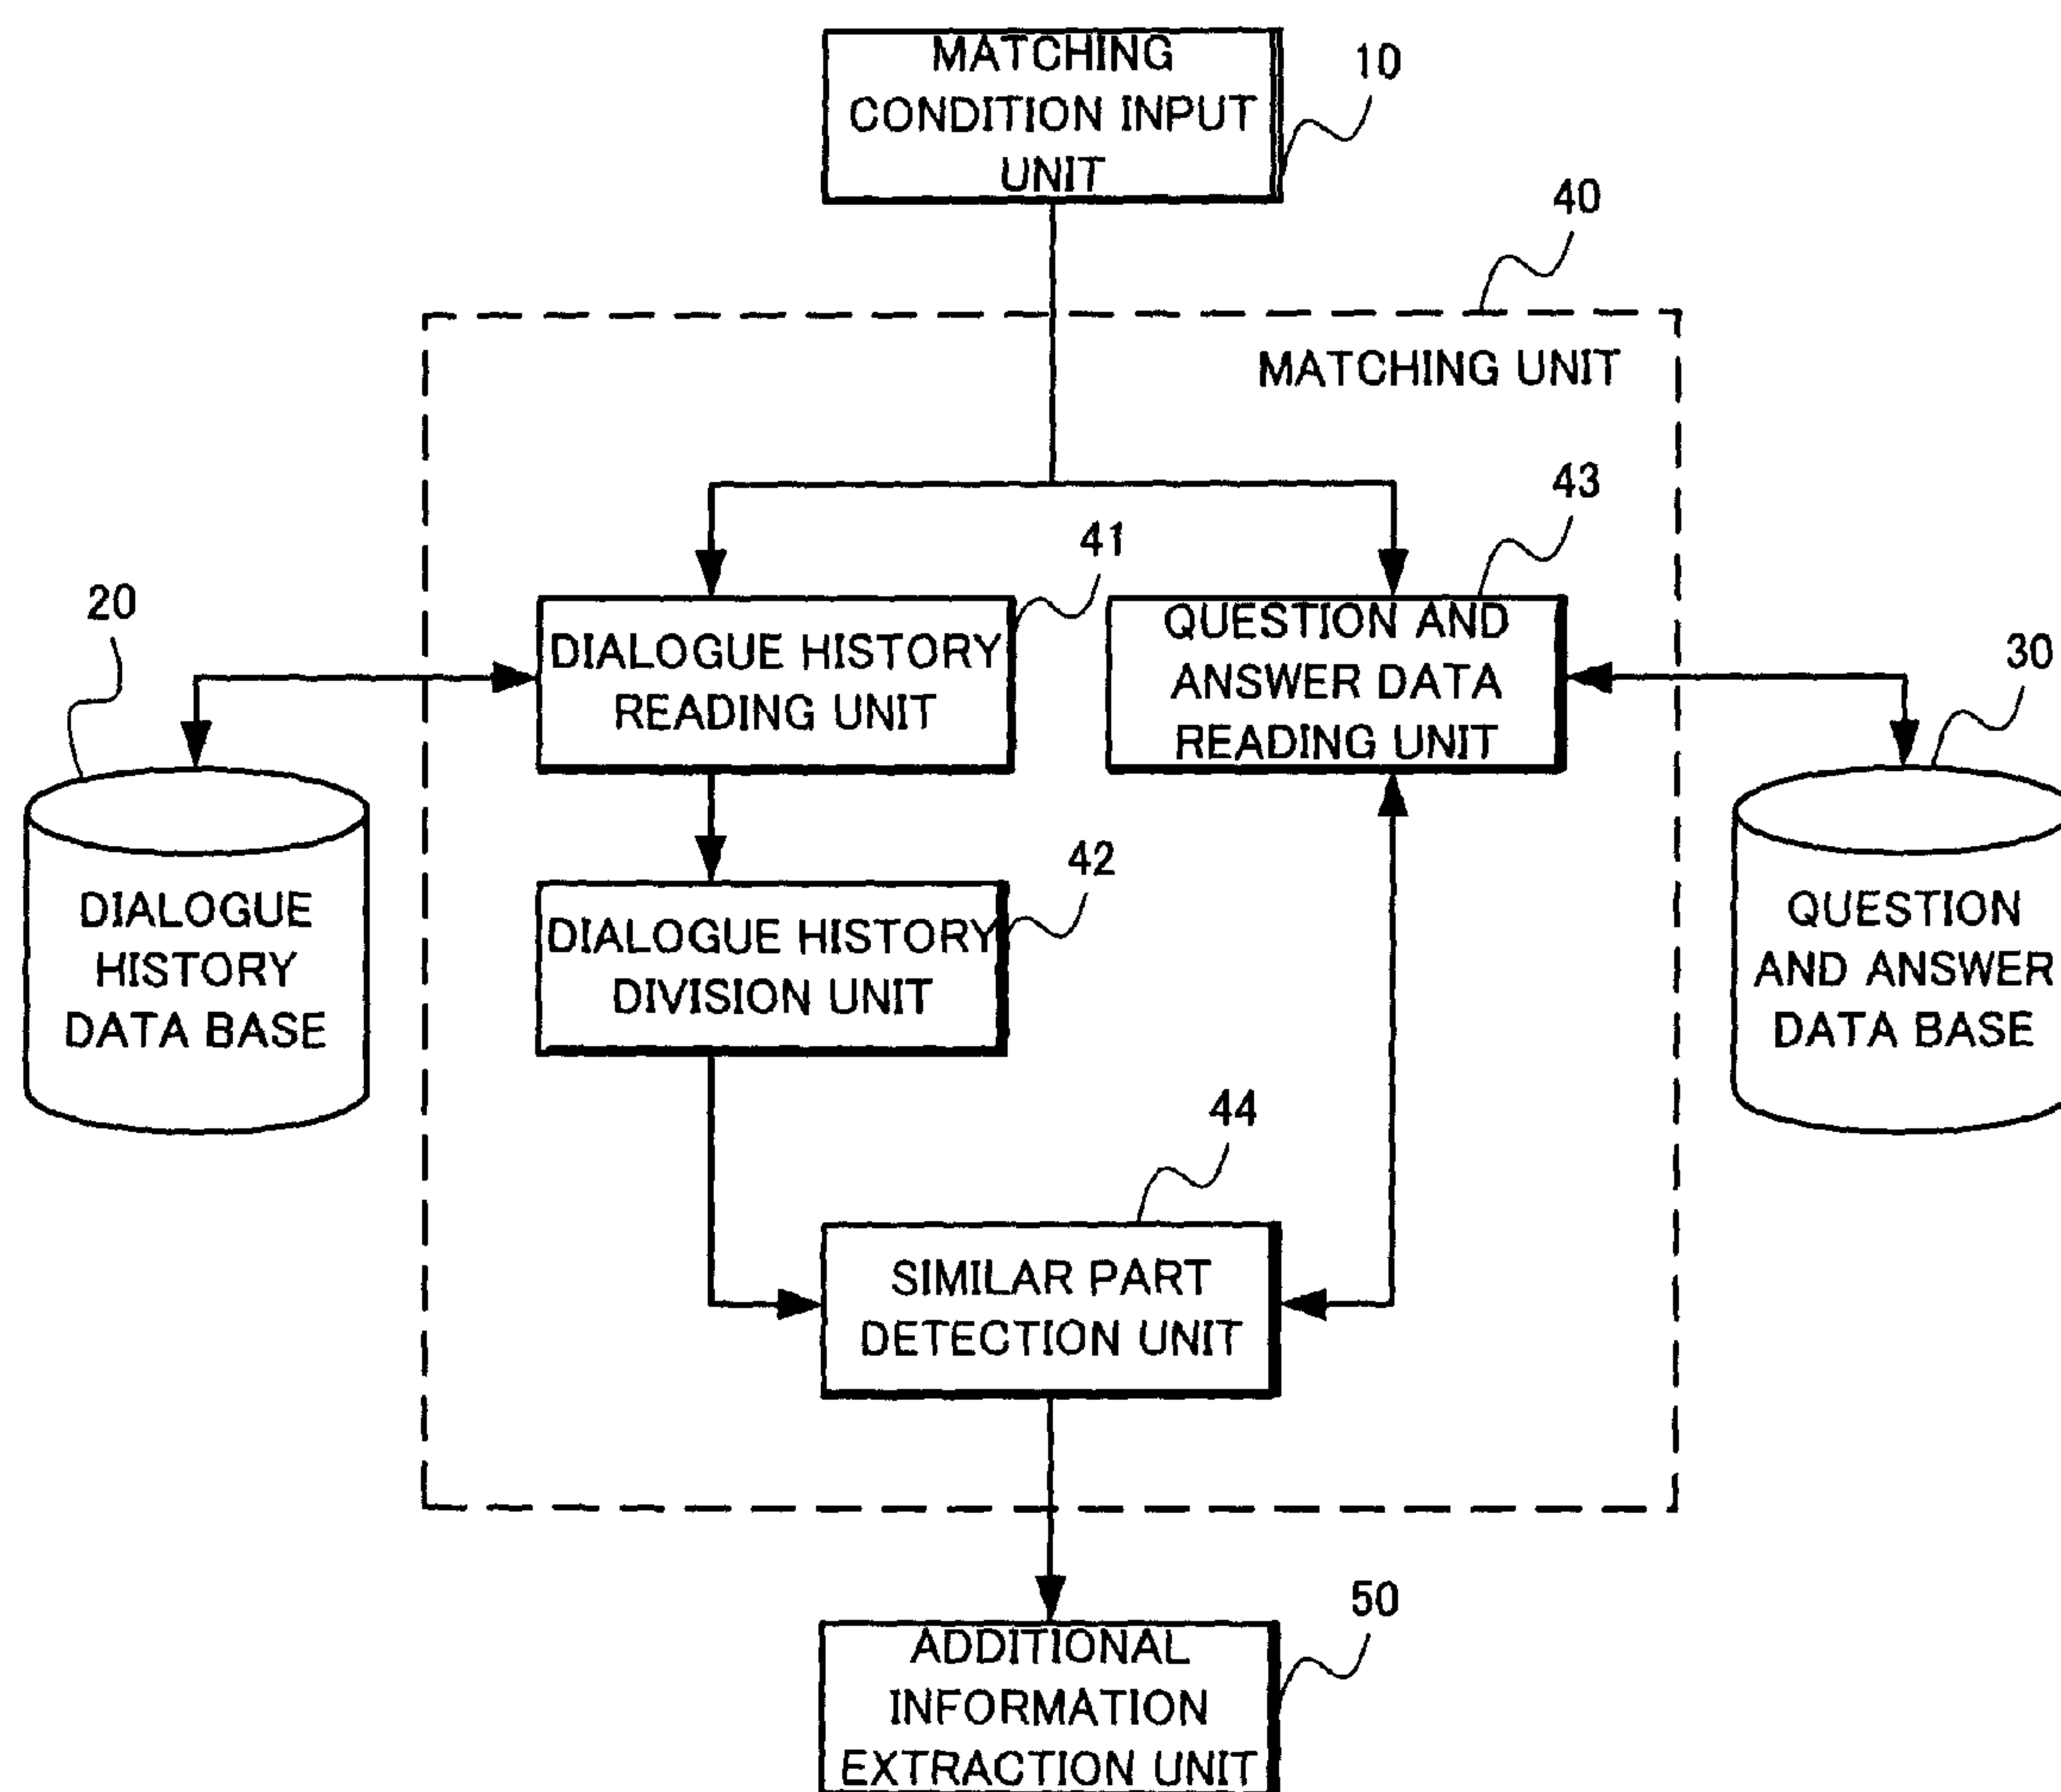 MATCHING
CONDITION INPUT
UNIT
10
40
MATCHING UNIT
43
41
20
DIALOGUE HISTORY
READING UNIT
QUESTION AND
ANSWER DATA
READING UNIT
30
42
DIALOGUE
HISTORY
DATA BASE
DIALOGUE HISTORY
DIVISION UNIT
QUESTION
AND ANSWER
DATA BASE
44
SIMILAR PART
DETECTION UNIT
50
ADDITIONAL
INFORMATION
EXTRACTION UNIT